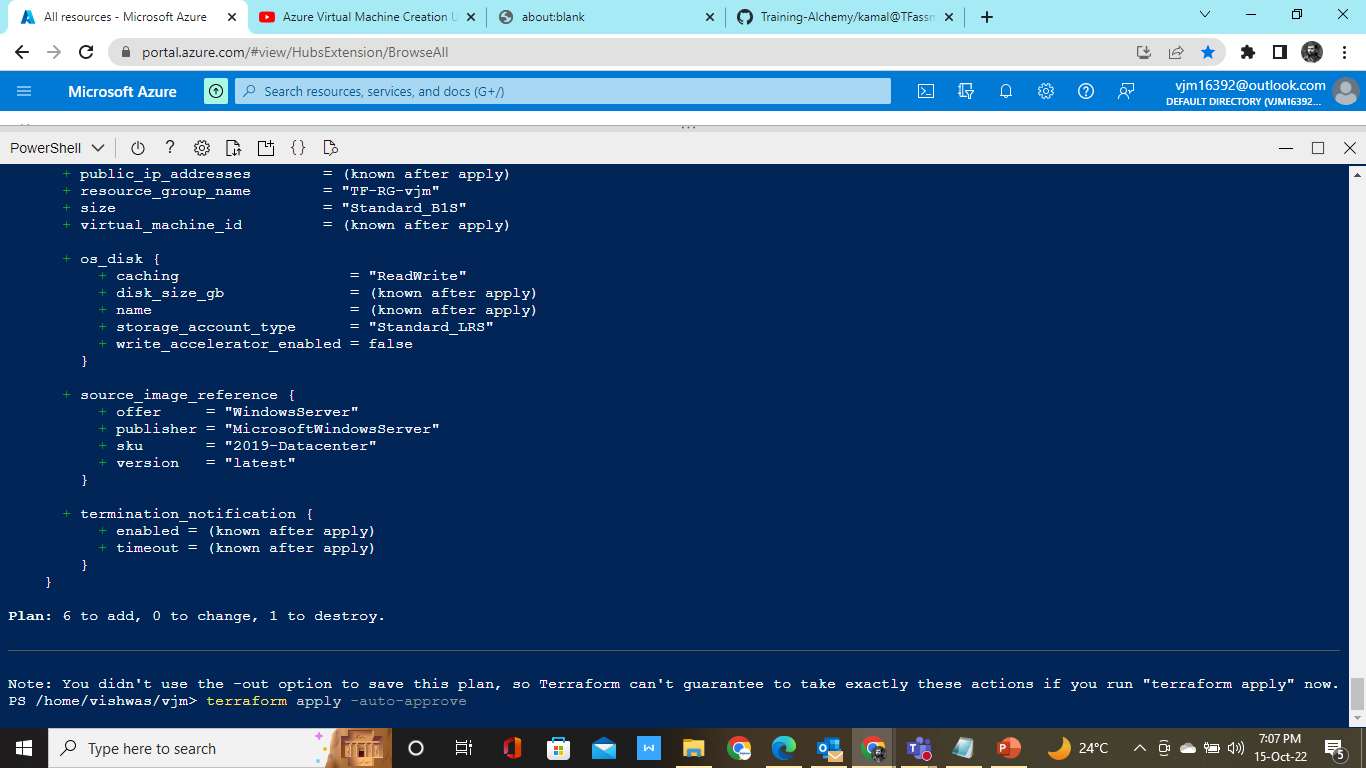 All resources - Microsoft Azure
Azure Virtual Machine Creation U
about:blank
Training-Alchemy/kamal@TFassn
portal.azure.com/#view/HubsExtension/BrowseAll
Microsoft Azure
Search resources, services, and docs (G+/)
vjm16392@outlook.com
DEFAULT DIRECTORY (VJM16392...
PowerShell
+ public_ip_addresses = (known after apply)
+ resource_group_name = "TF-RG-vjm"
+ size = "Standard_B1S"
+ virtual_machine_id = (known after apply)
+ os_disk {
+ caching = "ReadWrite"
+ disk_size_gb = (known after apply)
+ name = (known after apply)
+ storage_account_type = "Standard_LRS"
+ write_accelerator_enabled = false
}
+ source_image_reference {
+ offer = "WindowsServer"
+ publisher = "MicrosoftWindowsServer"
+ sku = "2019-Datacenter"
+ version = "latest"
}
+ termination_notification {
+ enabled = (known after apply)
+ timeout = (known after apply)
}
}
Plan: 6 to add, 0 to change, 1 to destroy.
Note: You didn't use the -out option to save this plan, so Terraform can't guarantee to take exactly these actions if you run "terraform apply" now.
PS /home/vishwas/vjm> terraform apply -auto-approve
Type here to search
24°C
7:07 PM
15-Oct-22
5